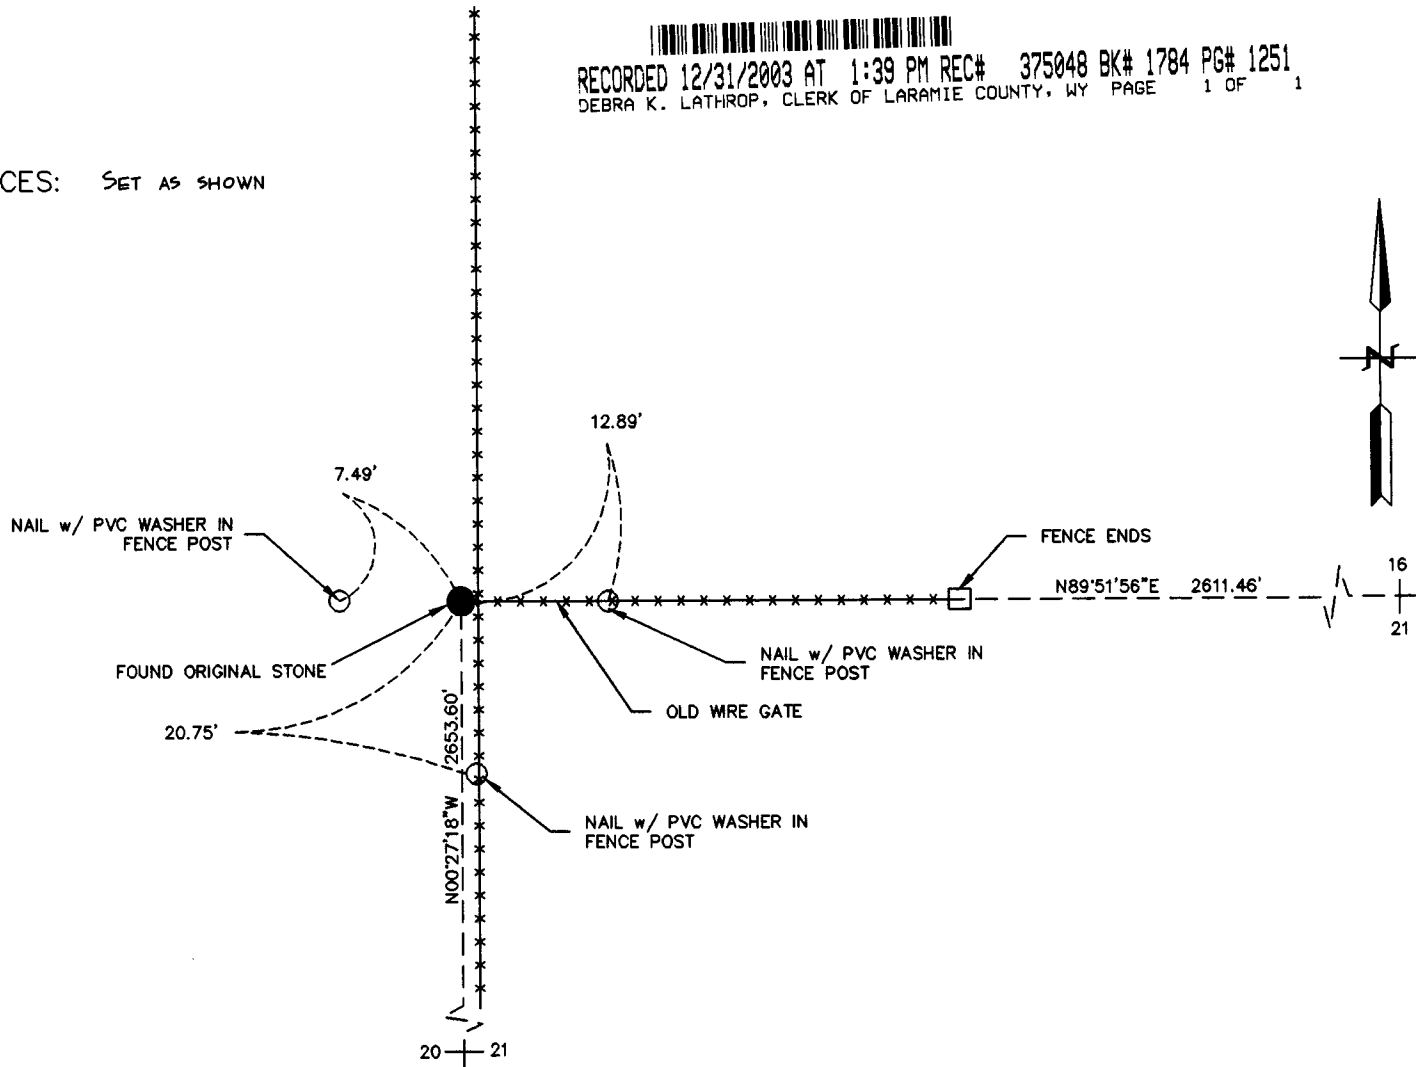 RECORDED 12/31/2003 AT 1:39 PM REC# 375048 BK# 1784 PG# 1251
DEBRA K. LATHROP, CLERK OF LARAMIE COUNTY, WY PAGE 1 OF 1
CES: SET AS SHOWN
N
12.89'
7.49'
NAIL w/ PVC WASHER IN
FENCE POST
FENCE ENDS
N89°51'56"E 2611.46'
16
21
FOUND ORIGINAL STONE
NAIL w/ PVC WASHER IN
FENCE POST
OLD WIRE GATE
20.75'
N00°27'18"W 2653.60'
NAIL w/ PVC WASHER IN
FENCE POST
20 21